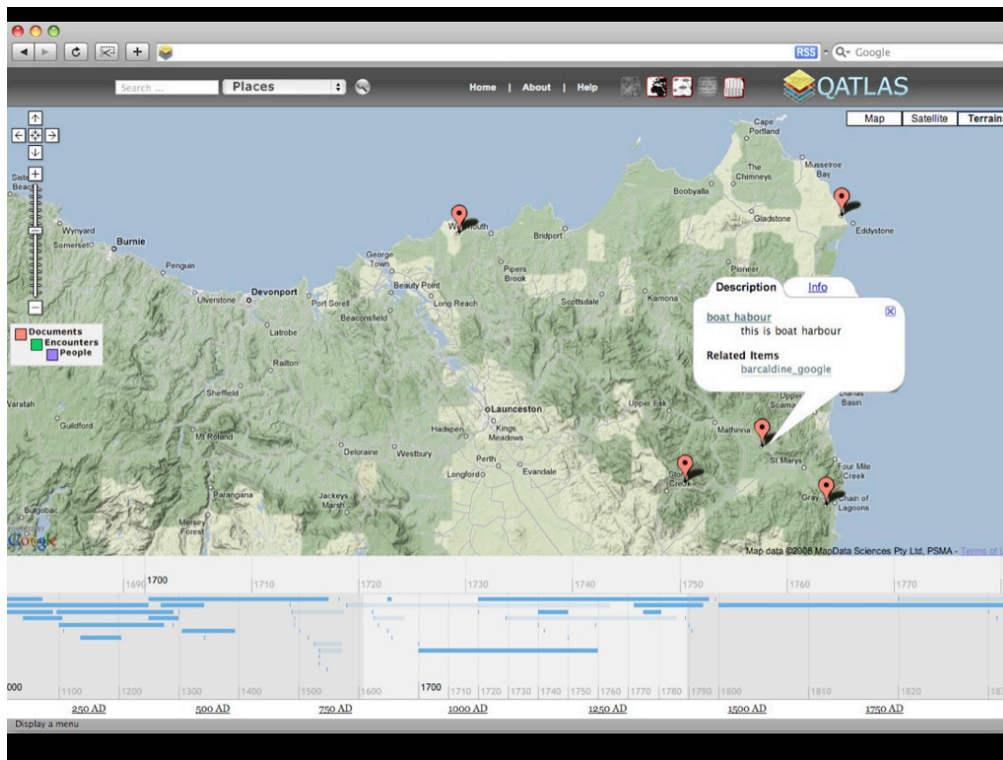 RSS
Google
Search ...
Places
Home | About | Help
QATLAS
Map
Satellite
Terrain
Cape
Portland
The
Chimneys
Musselroe
Bay
Boobyalla
Gladstone
Eddystone
Wynyard
Somerset
Burnie
Penguin
Ulverstone
Devonport
George
Town
Port Sorell
Beauty Point
Beaconsfield
Long Reach
Pipers
Brook
Bridport
Scottsdale
Kamona
Pioneer
Documents
Encounters
People
Latrobe
Railton
Sheffield
Guildford
Mt Roland
Launceston
Hadspen
Kings
Meadows
Deloraine
Westbury
Perth
Longford
Evandale
Parangana
Jackeys
Marsh
Mersey
Forest
Upper Esk
Mathinna
Upper
Basin
St Marys
Four Mile
Creek
Gray
Chain of
Lagoons
Description
Info
boat habour
this is boat harbour
Related Items
barcaldine_google
Google
Map data ©2008 MapData Sciences Pty Ltd, PSMA -
1690 1700 1710 1720 1730 1740 1750 1760 1770
1100 1200 1300 1400 1500 1600 1700 1710 1720 1730 1740 1750 1760 1770 1780 1790 1800 1810 1820
250 AD 500 AD 750 AD 1000 AD 1250 AD 1500 AD 1750 AD
Display a menu